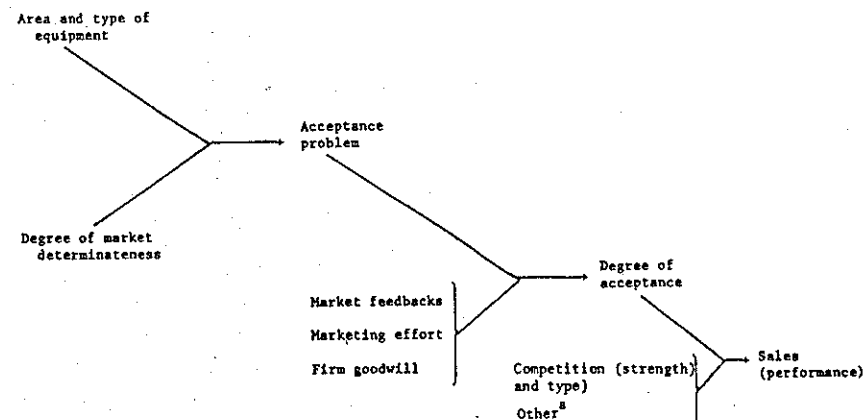 Area and type of
equipment
Acceptance
problem
Degree of market
determinateness
Degree of
acceptance
Market feedbacks
Marketing effort
Firm goodwill
Sales
(performance)
Competition (strength)
and type)
Other^a